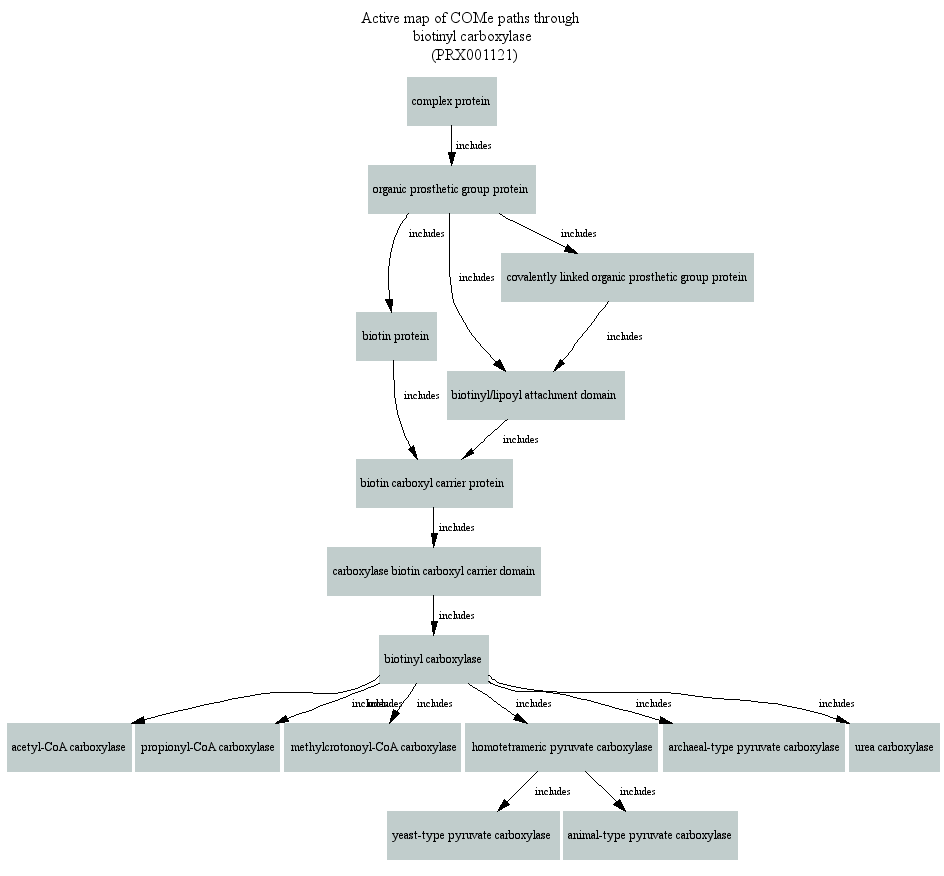 Active map of COMe paths through
biotinyl carboxylase
(PRX001121)
complex protein
includes
organic prosthetic group protein
includes
includes
includes
covalently linked organic prosthetic group protein
biotin protein
includes
includes
biotinyl/lipoyl attachment domain
includes
biotin carboxyl carrier protein
includes
carboxylase biotin carboxyl carrier domain
includes
biotinyl carboxylase
includes
includes
includes
includes
includes
includes
acetyl-CoA carboxylase
propionyl-CoA carboxylase
methylcrotonoyl-CoA carboxylase
homotetrameric pyruvate carboxylase
archaeal-type pyruvate carboxylase
urea carboxylase
includes
includes
yeast-type pyruvate carboxylase
animal-type pyruvate carboxylase